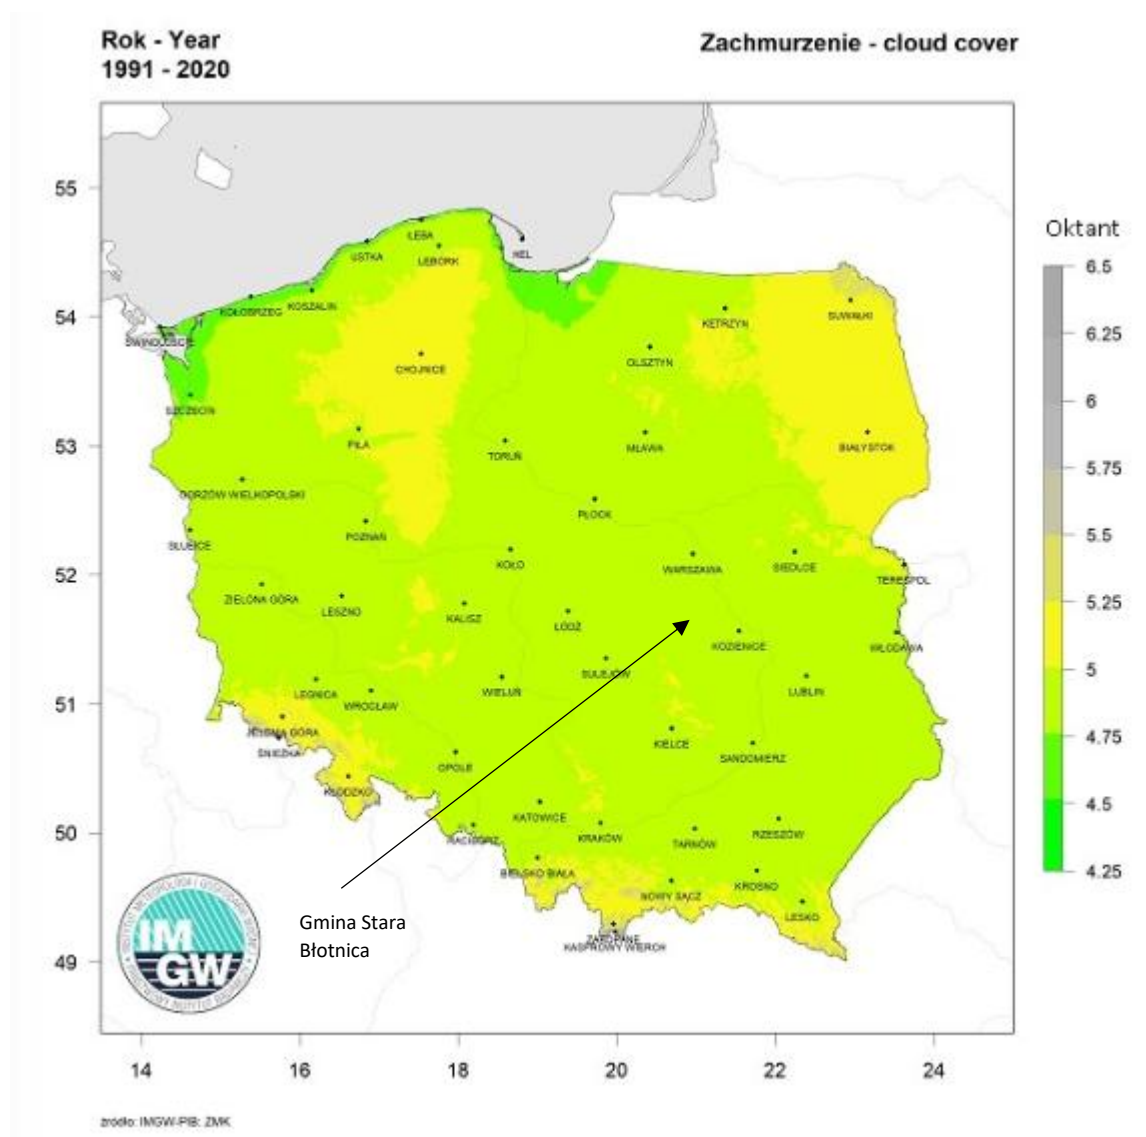 Rok - Year
1991 - 2020
Zachmurzenie - cloud cover
Oktant
55
54
53
52
51
50
49
14
16
18
20
22
24
6.5
6.25
6
5.75
5.5
5.25
5
4.75
4.5
4.25
ŁEBA
USTKA
LĘBORK
HEL
KOŁOBRZEG
KOSZALIN
ŚWINOUJŚCIE
SUWAŁKI
KĘTRZYN
OLSZTYN
CHOJNICE
SZCZECIN
PIŁA
TORUŃ
MŁAWA
BIAŁYSTOK
GORZÓW WIELKOPOLSKI
PŁOCK
POZNAŃ
SŁUBICE
KOŁO
WARSZAWA
SIEDLCE
TERESPOL
ZIELONA GÓRA
LESZNO
KALISZ
ŁÓDŹ
KOZIENICE
WŁODAWA
SULEJÓW
LEGNICA
WROCŁAW
WIELUŃ
LUBLIN
JELENIA GÓRA
ŚNIEŻKA
KIELCE
SANDOMIERZ
OPOLE
KŁODZKO
KATOWICE
RACIBÓRZ
KRAKÓW
TARNÓW
RZESZÓW
BIELSKO BIAŁA
NOWY SĄCZ
KROSNO
LESKO
ZAKOPANE
KASPROWY WIERCH
Gmina Stara
Błotnica
IM
GW
źródło: IMGW-PIB: ZMK